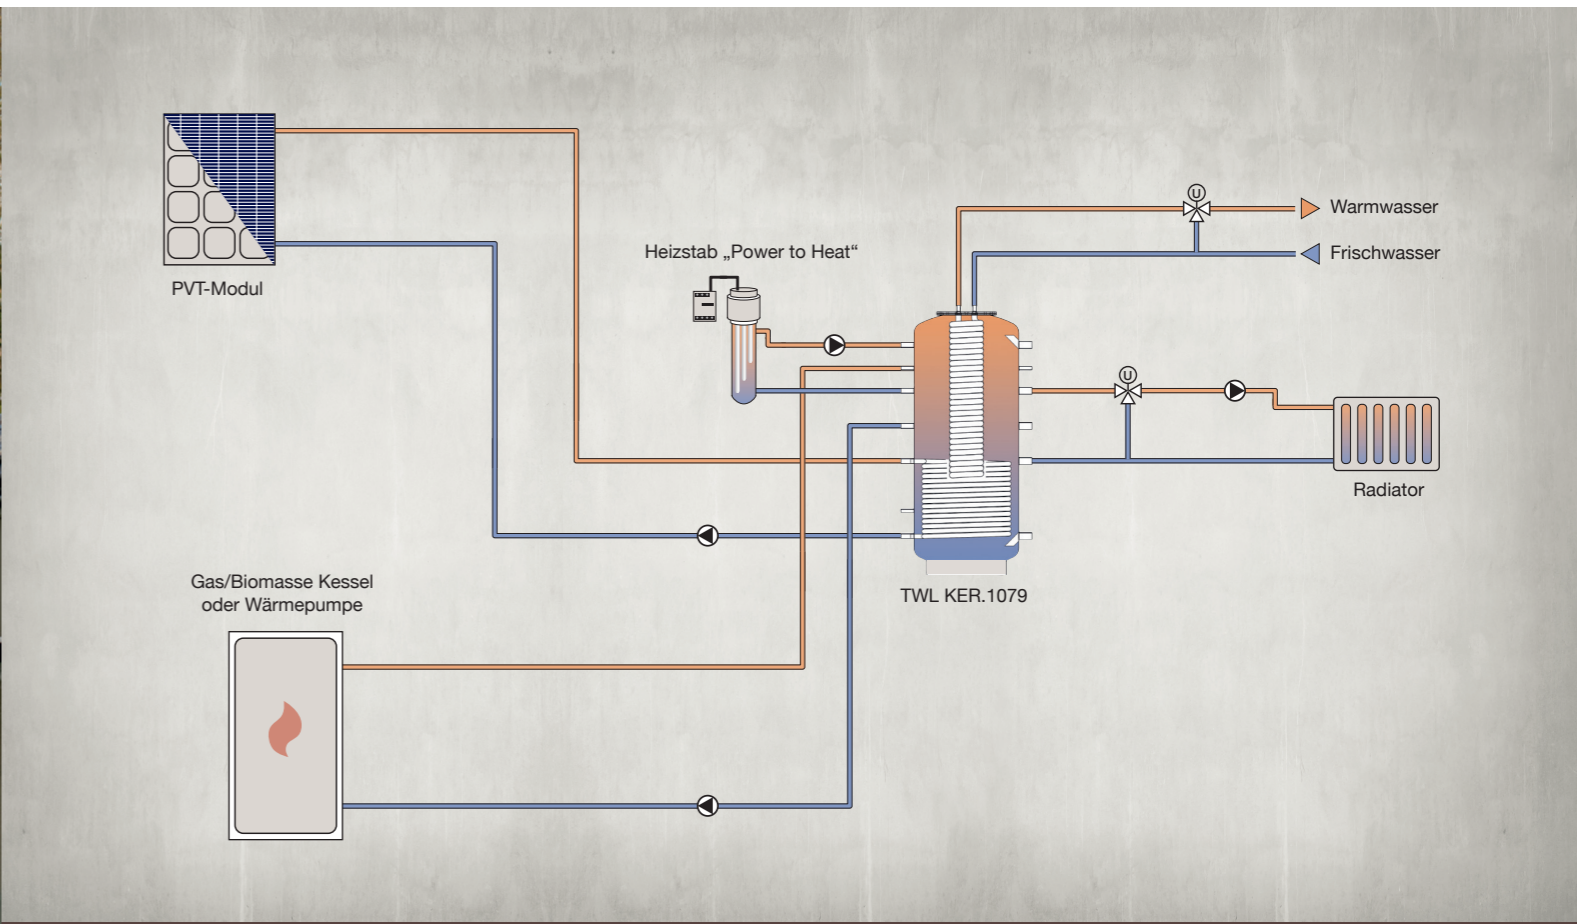 Warmwasser
Heizstab „Power to Heat“
Frischwasser
PVT-Modul
U
U
Radiator
Gas/Biomasse Kessel
oder Wärmepumpe
TWL KER.1079